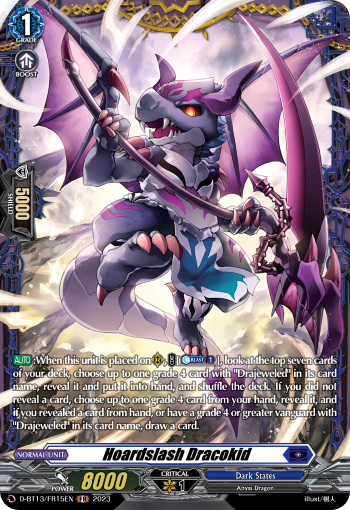 1
GRADE
BOOST
5000
SHIELD
AUTO:When this unit is placed on R: COST [C-BLAST 1], look at the top seven cards
of your deck, choose up to one grade 4 card with "Drajeweled" in its card
name, reveal it and put it into hand, and shuffle the deck. If you did not
reveal a card, choose up to one grade 4 card from your hand, reveal it, and
if you revealed a card from hand, or have a grade 4 or greater vanguard with
"Drajeweled" in its card name, draw a card.
Hoardslash Dracokid
NORMAL UNIT
POWER 8000
CRITICAL
1
Dark States
Abyss Dragon
D-BT13/FR15EN FR 2023
illust/樹人